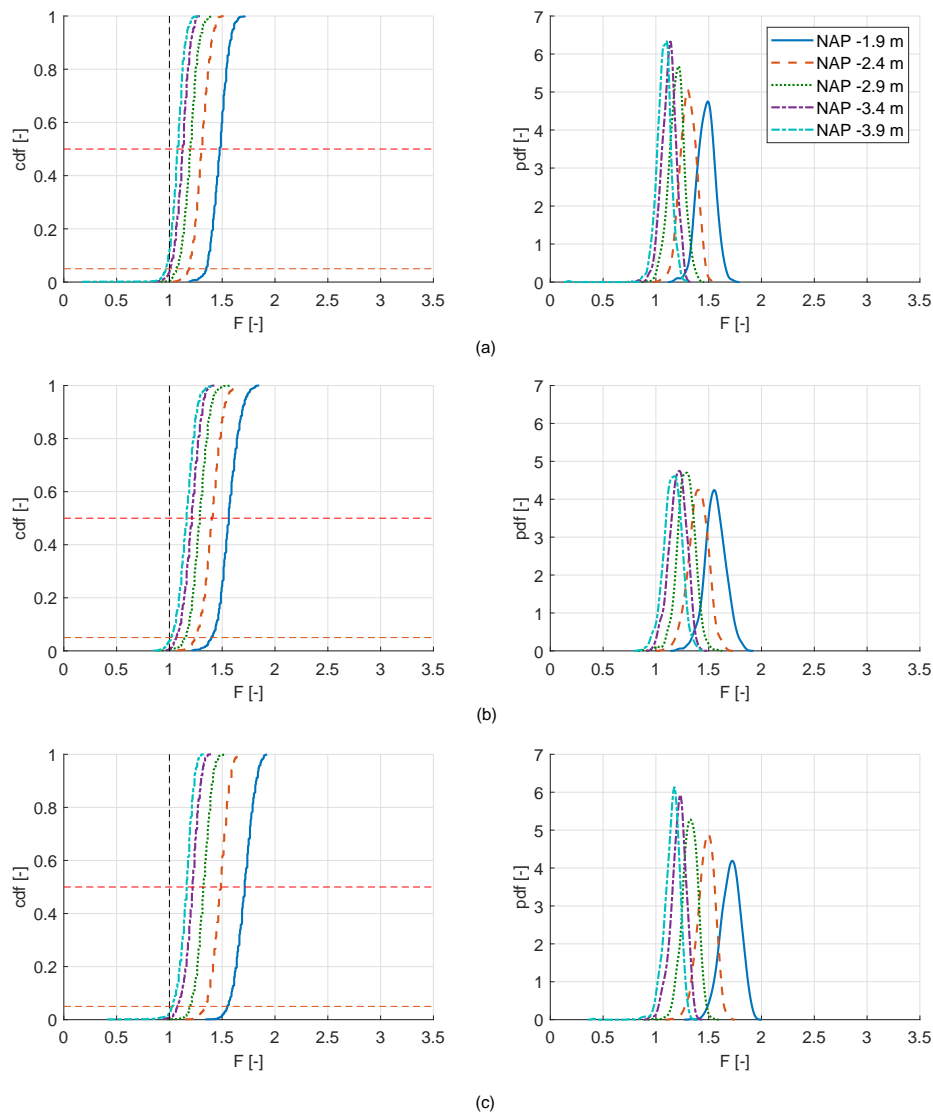 1
0.8
0.6
0.4
0.2
0
cdf [-]
0 0.5 1 1.5 2 2.5 3 3.5
F [-]
7
6
5
4
3
2
1
0
pdf [-]
0 0.5 1 1.5 2 2.5 3 3.5
F [-]
NAP -1.9 m
NAP -2.4 m
NAP -2.9 m
NAP -3.4 m
NAP -3.9 m
(a)
1
0.8
0.6
0.4
0.2
0
cdf [-]
0 0.5 1 1.5 2 2.5 3 3.5
F [-]
7
6
5
4
3
2
1
0
pdf [-]
0 0.5 1 1.5 2 2.5 3 3.5
F [-]
(b)
1
0.8
0.6
0.4
0.2
0
cdf [-]
0 0.5 1 1.5 2 2.5 3 3.5
F [-]
7
6
5
4
3
2
1
0
pdf [-]
0 0.5 1 1.5 2 2.5 3 3.5
F [-]
(c)